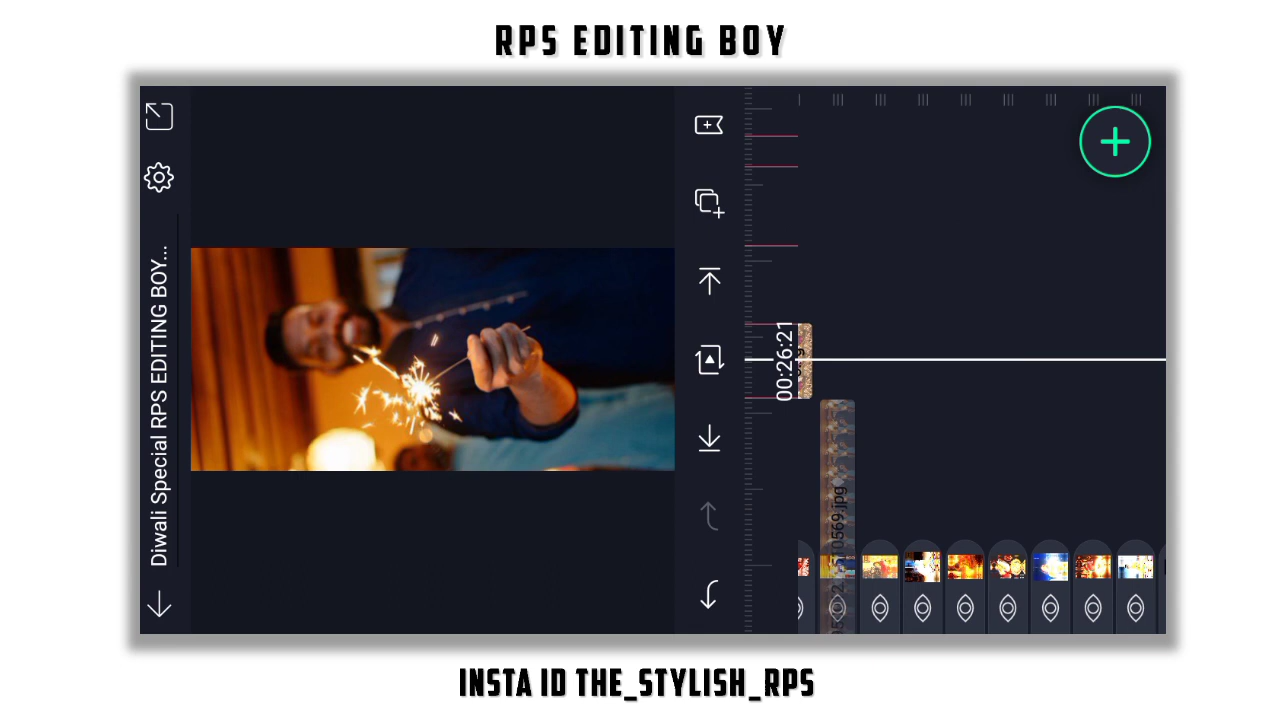 RPS EDITING BOY
Diwali Special RPS EDITING BOY...
00:26:21
INSTA ID THE_STYLISH_RPS